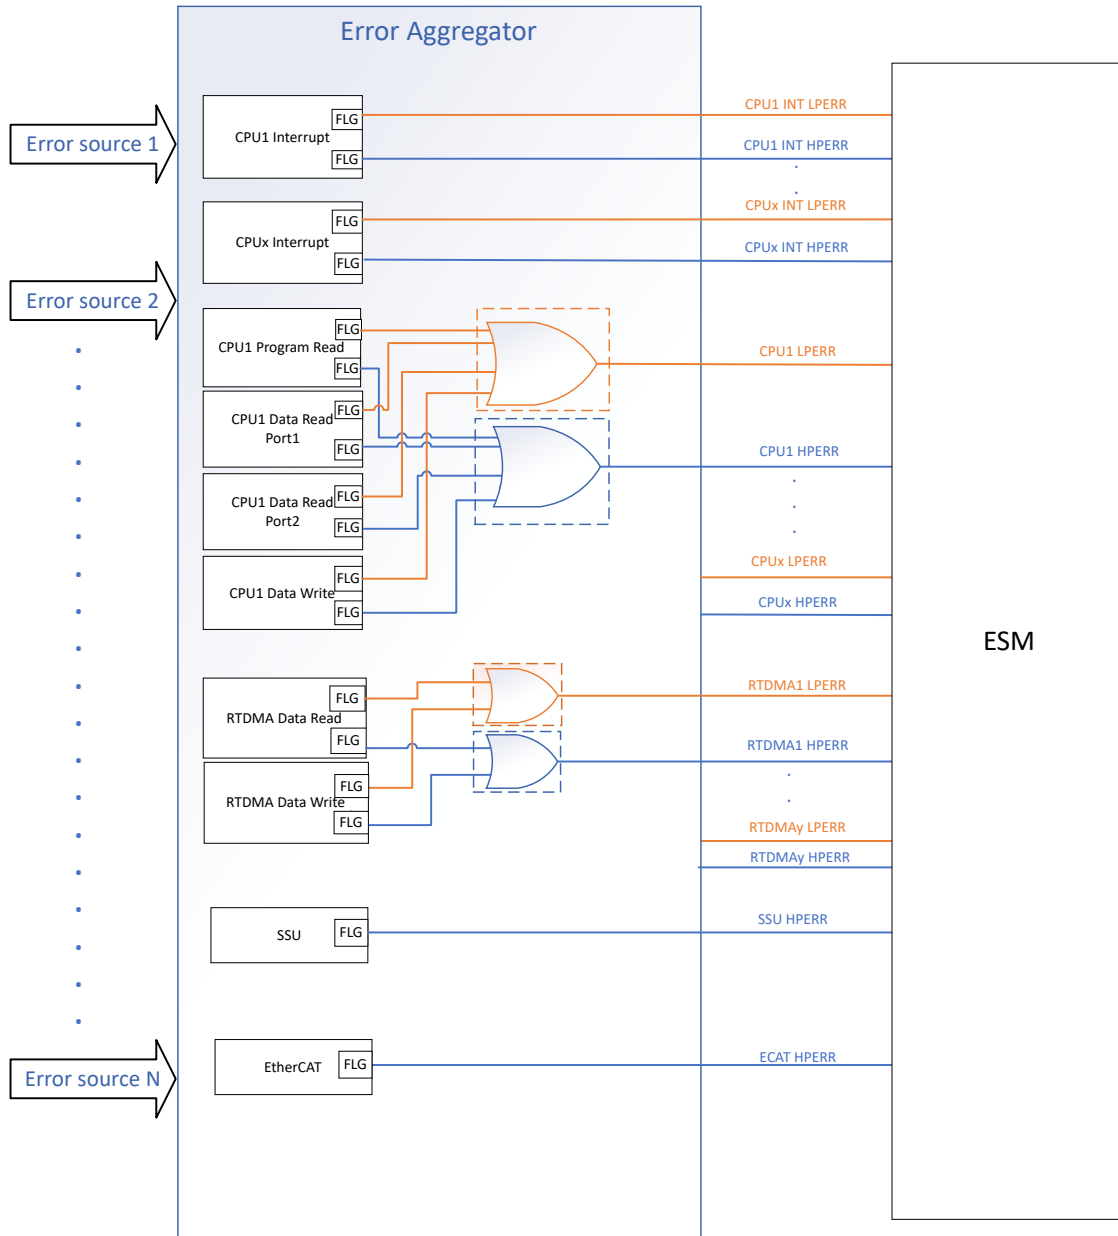 Error Aggregator
Error source 1
CPU1 Interrupt
FLG
FLG
CPU1 INT LPERR
CPU1 INT HPERR
CPUx Interrupt
FLG
FLG
CPUx INT LPERR
CPUx INT HPERR
Error source 2
CPU1 Program Read
FLG
FLG
CPU1 LPERR
CPU1 Data Read
Port1
FLG
FLG
CPU1 HPERR
CPU1 Data Read
Port2
FLG
FLG
CPU1 Data Write
FLG
FLG
CPUx LPERR
CPUx HPERR
ESM
RTDMA Data Read
FLG
FLG
RTDMA1 LPERR
RTDMA1 HPERR
RTDMA Data Write
FLG
FLG
RTDMAy LPERR
RTDMAy HPERR
SSU
FLG
SSU HPERR
Error source N
EtherCAT
FLG
ECAT HPERR